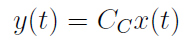 y(t) = C_C x(t)